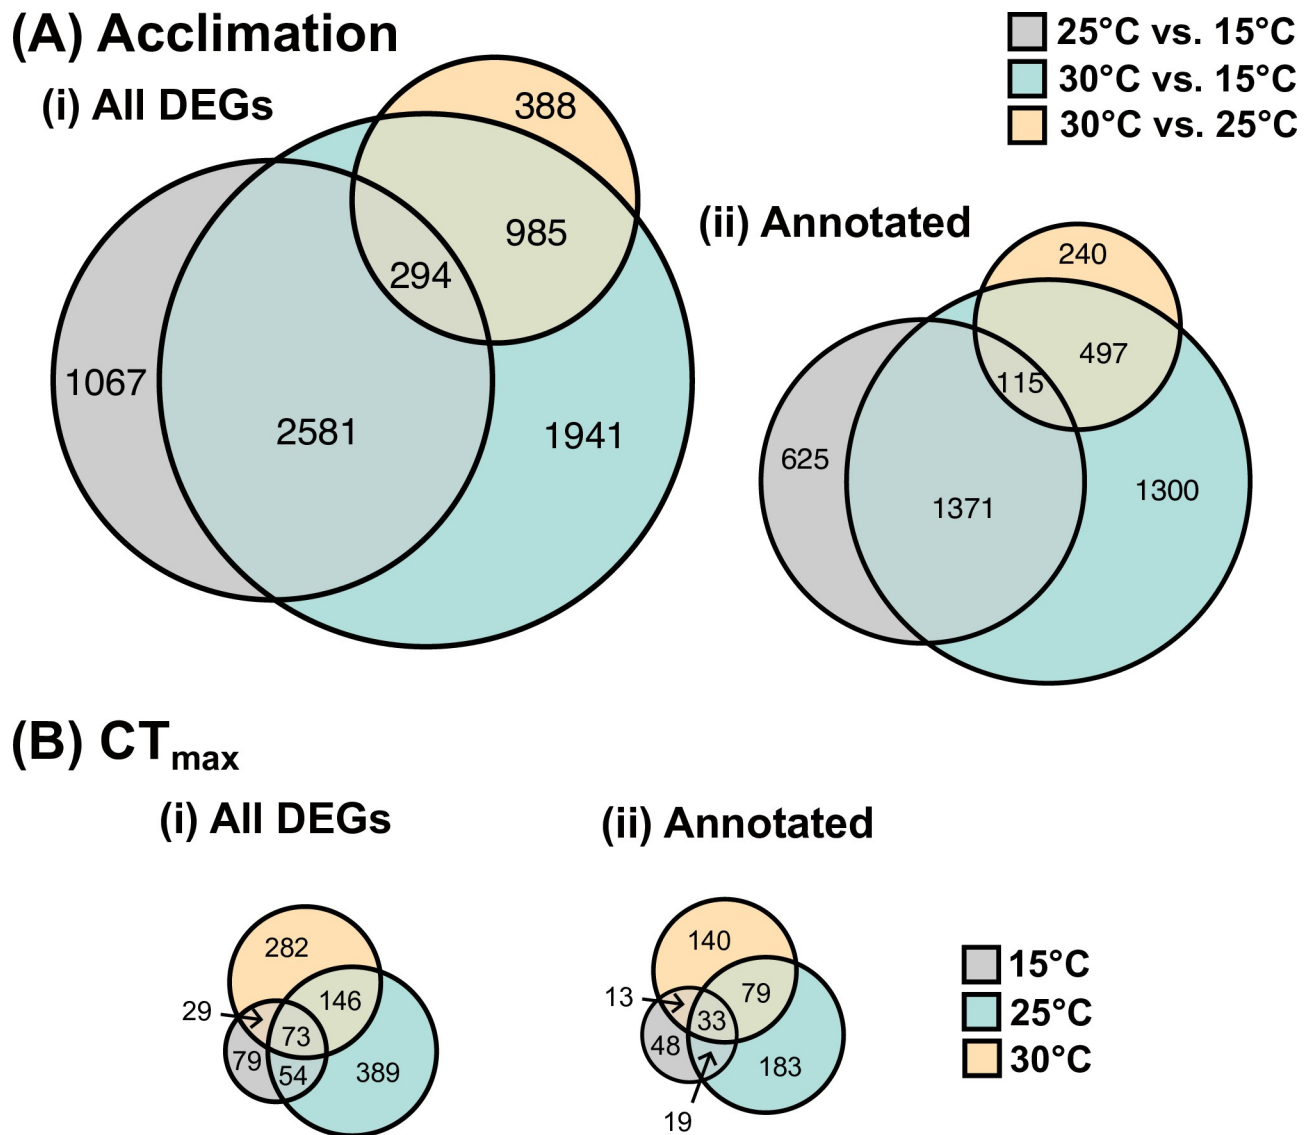 (A) Acclimation
25°C vs. 15°C
30°C vs. 15°C
30°C vs. 25°C
(i) All DEGs
388
985
294
1067
2581
1941
(ii) Annotated
240
497
115
625
1371
1300
(B) CTmax
(i) All DEGs
282
146
29
73
79
54
389
(ii) Annotated
140
79
13
33
48
183
19
15°C
25°C
30°C